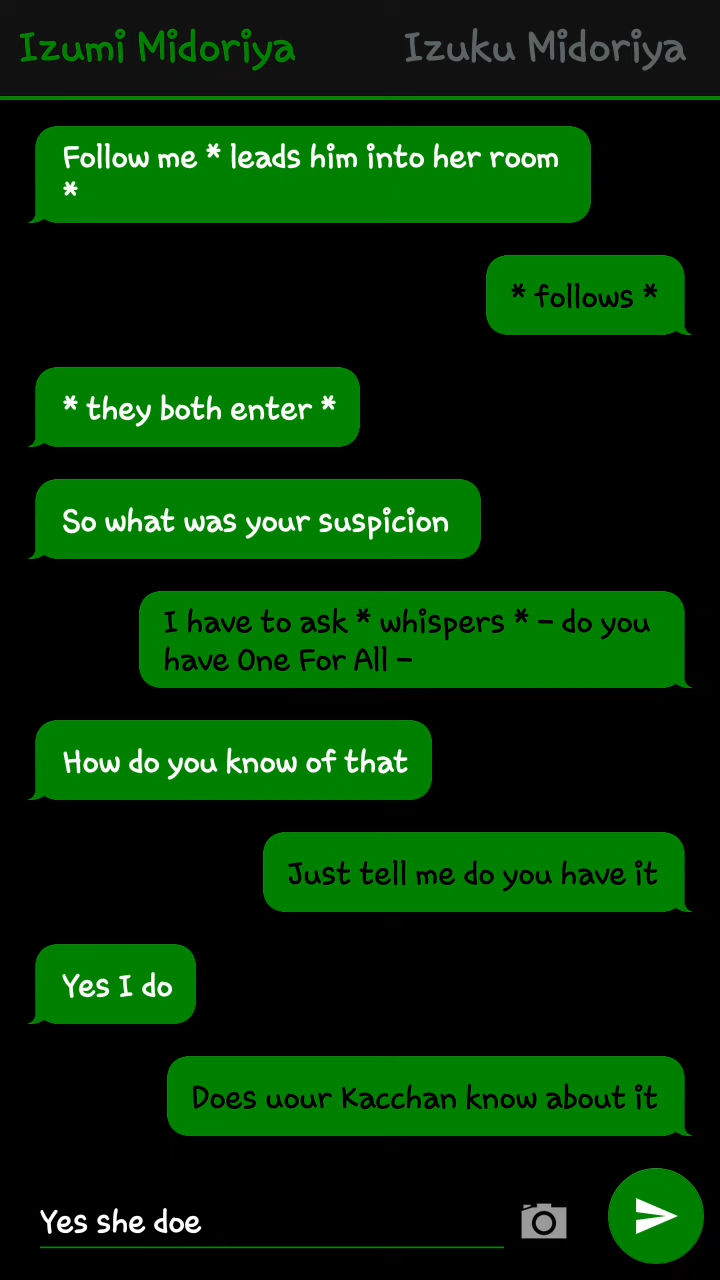 Izumi Midoriya
Izuku Midoriya
Follow me * leads him into her room
*
* follows *
* they both enter *
So what was your suspicion
I have to ask * whispers * - do you
have One For All -
How do you know of that
Just tell me do you have it
Yes I do
Does uour Kacchan know about it
Yes she doe